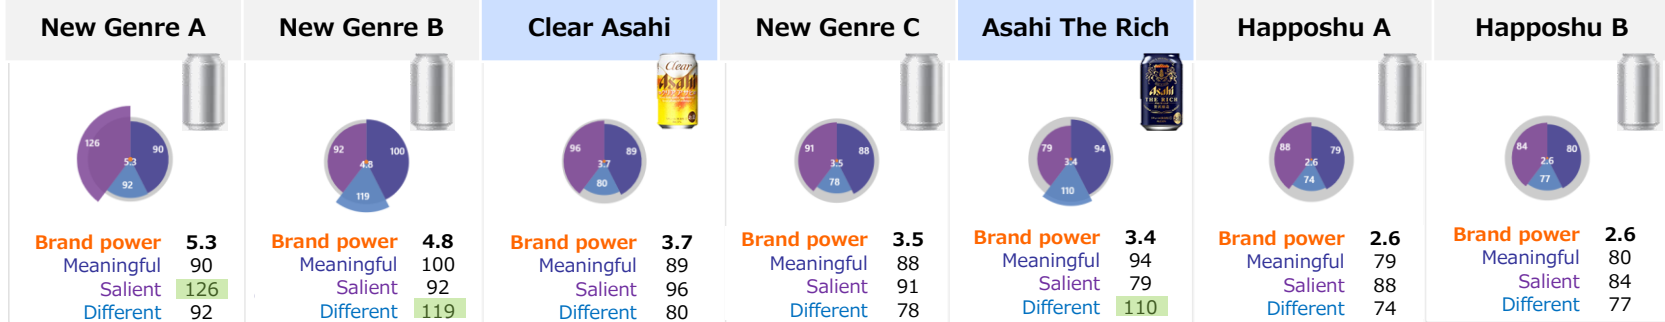 New Genre A
New Genre B
Clear Asahi
New Genre C
Asahi The Rich
Happoshu A
Happoshu B
Clear
Asahi
Asahi
THE RICH
126 90
5.3
92
92 100
4.8
119
96 89
3.7
80
91 88
3.5
78
79 94
3.4
110
88 79
2.6
74
84 80
2.6
77
Brand power 5.3
Meaningful 90
Salient 126
Different 92
Brand power 4.8
Meaningful 100
Salient 92
Different 119
Brand power 3.7
Meaningful 89
Salient 96
Different 80
Brand power 3.5
Meaningful 88
Salient 91
Different 78
Brand power 3.4
Meaningful 94
Salient 79
Different 110
Brand power 2.6
Meaningful 79
Salient 88
Different 74
Brand power 2.6
Meaningful 80
Salient 84
Different 77